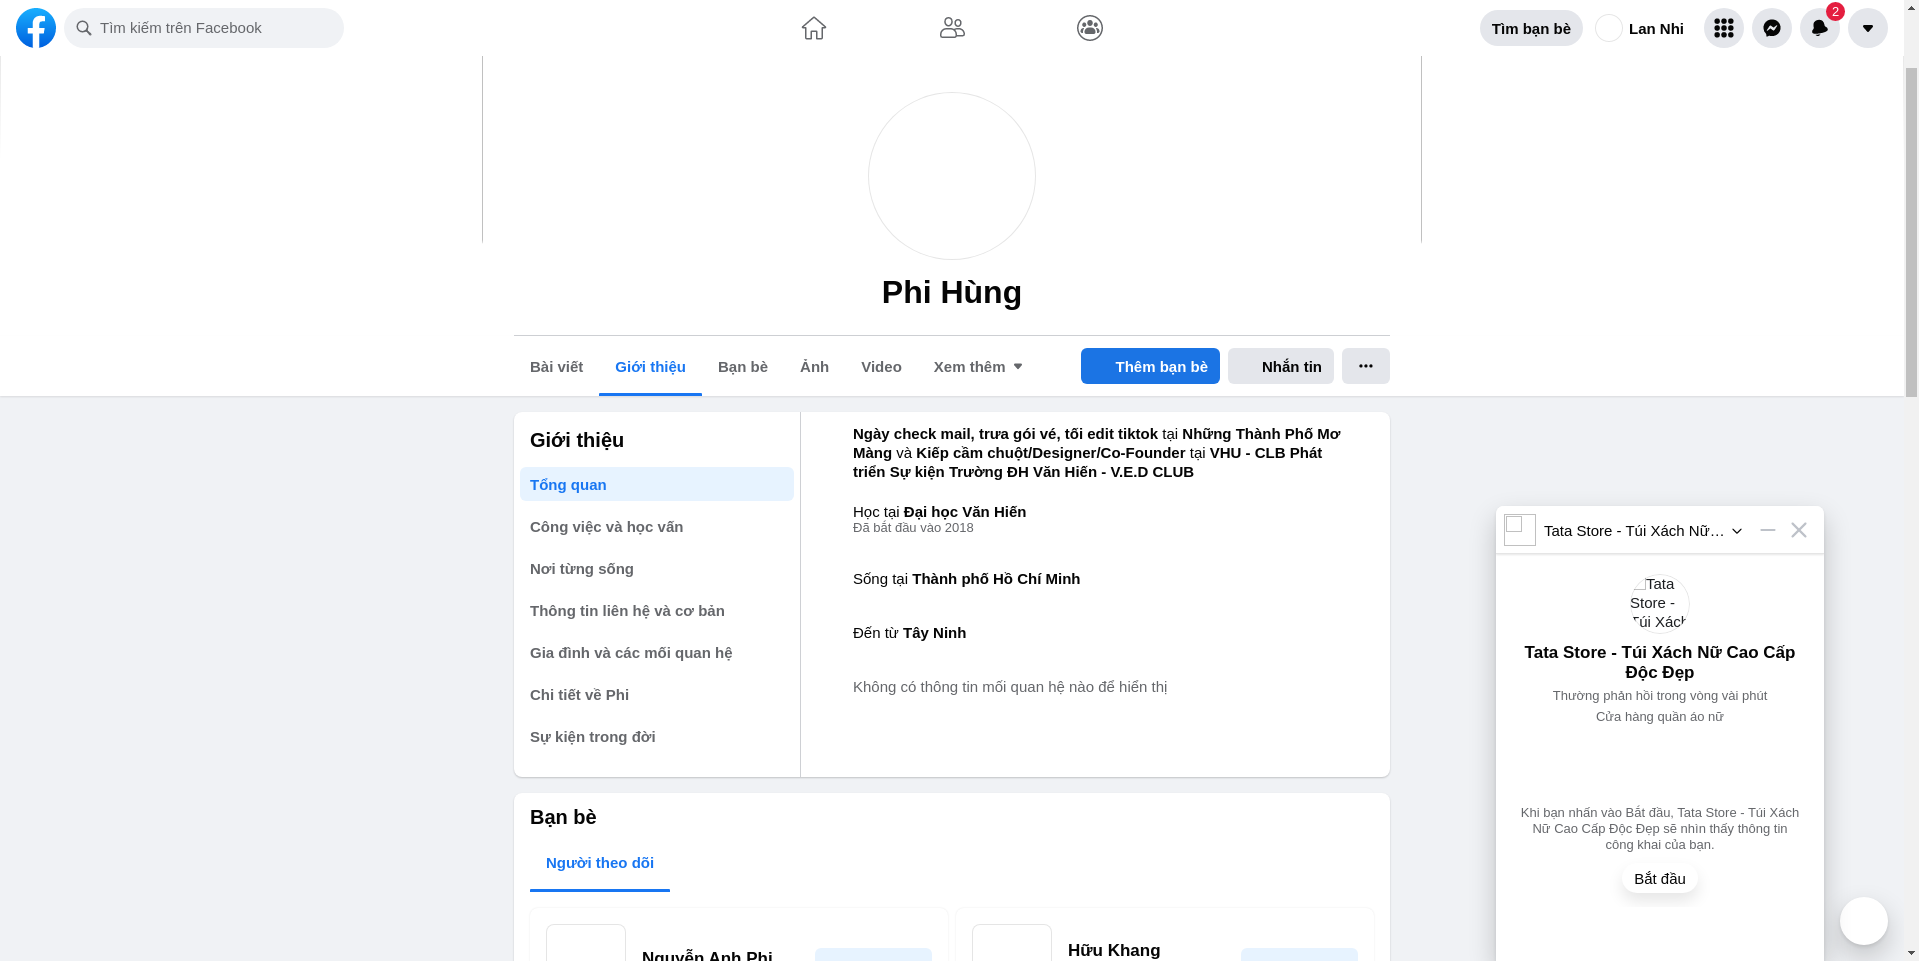 Tìm kiếm trên Facebook
Tìm bạn bè
Lan Nhi
2
Phi Hùng
Bài viết
Giới thiệu
Bạn bè
Ảnh
Video
Xem thêm
Thêm bạn bè
Nhắn tin
Giới thiệu
Tổng quan
Công việc và học vấn
Nơi từng sống
Thông tin liên hệ và cơ bản
Gia đình và các mối quan hệ
Chi tiết về Phi
Sự kiện trong đời
Ngày check mail, trưa gói vé, tối edit tiktok tại Những Thành Phố Mơ
Màng và Kiếp cầm chuột/Designer/Co-Founder tại VHU - CLB Phát
triển Sự kiện Trường ĐH Văn Hiến - V.E.D CLUB
Học tại Đại học Văn Hiến
Đã bắt đầu vào 2018
Sống tại Thành phố Hồ Chí Minh
Đến từ Tây Ninh
Không có thông tin mối quan hệ nào để hiển thị
Bạn bè
Người theo dõi
Nguyễn Anh Phi
Hữu Khang
Tata Store - Túi Xách Nữ…
Tata
Store -
Túi Xách
Tata Store - Túi Xách Nữ Cao Cấp
Độc Đẹp
Thường phản hồi trong vòng vài phút
Cửa hàng quần áo nữ
Khi bạn nhấn vào Bắt đầu, Tata Store - Túi Xách
Nữ Cao Cấp Độc Đẹp sẽ nhìn thấy thông tin
công khai của bạn.
Bắt đầu